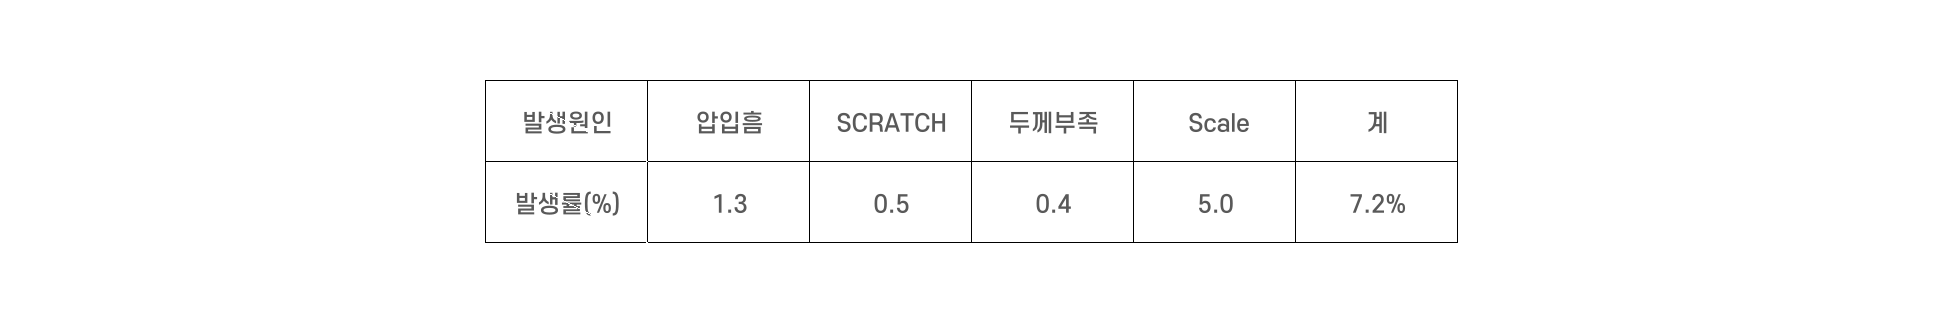 발생원인 압입흠 SCRATCH 두께부족 Scale 계
발생률(%) 1.3 0.5 0.4 5.0 7.2%